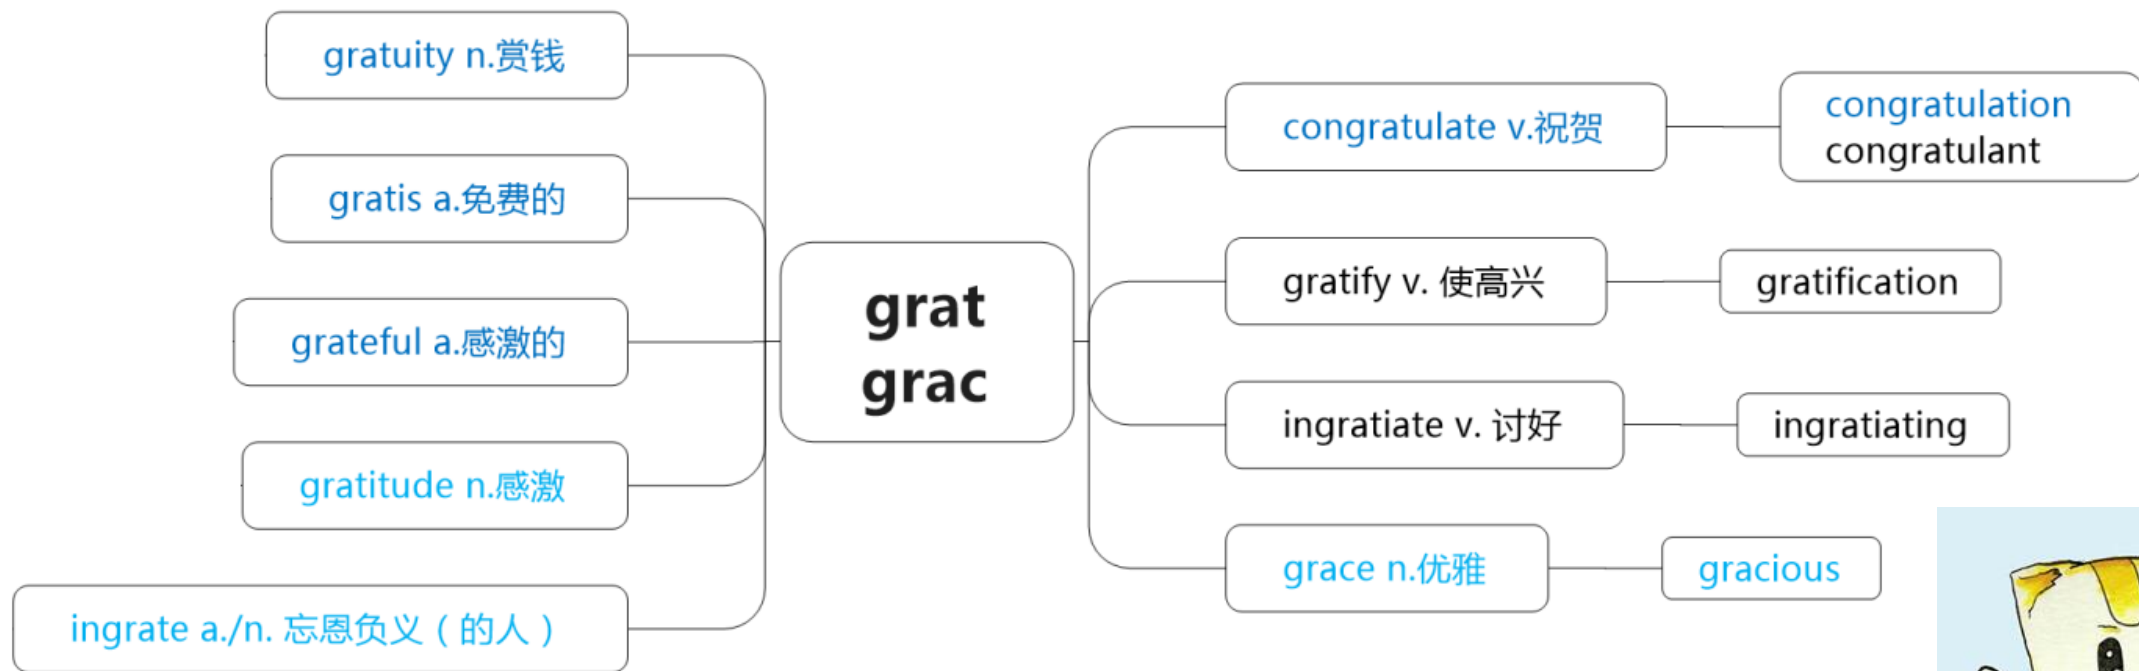 gratuity n.赏钱
gratis a.免费的
grateful a.感激的
gratitude n.感激
ingrate a./n. 忘恩负义（的人）
grat
grac
congratulate v.祝贺
congratulation
congratulant
gratify v. 使高兴
gratification
ingratiate v. 讨好
ingratiating
grace n.优雅
gracious